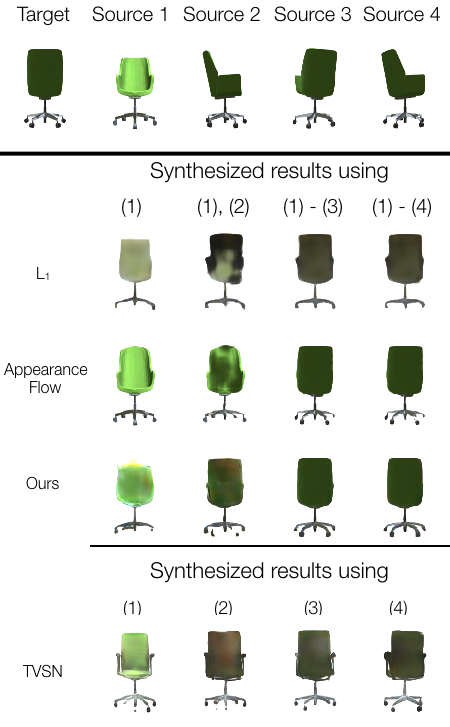 Target Source 1 Source 2 Source 3 Source 4
Synthesized results using
(1) (1), (2) (1) - (3) (1) - (4)
L₁
Appearance
Flow
Ours
Synthesized results using
(1) (2) (3) (4)
TVSN